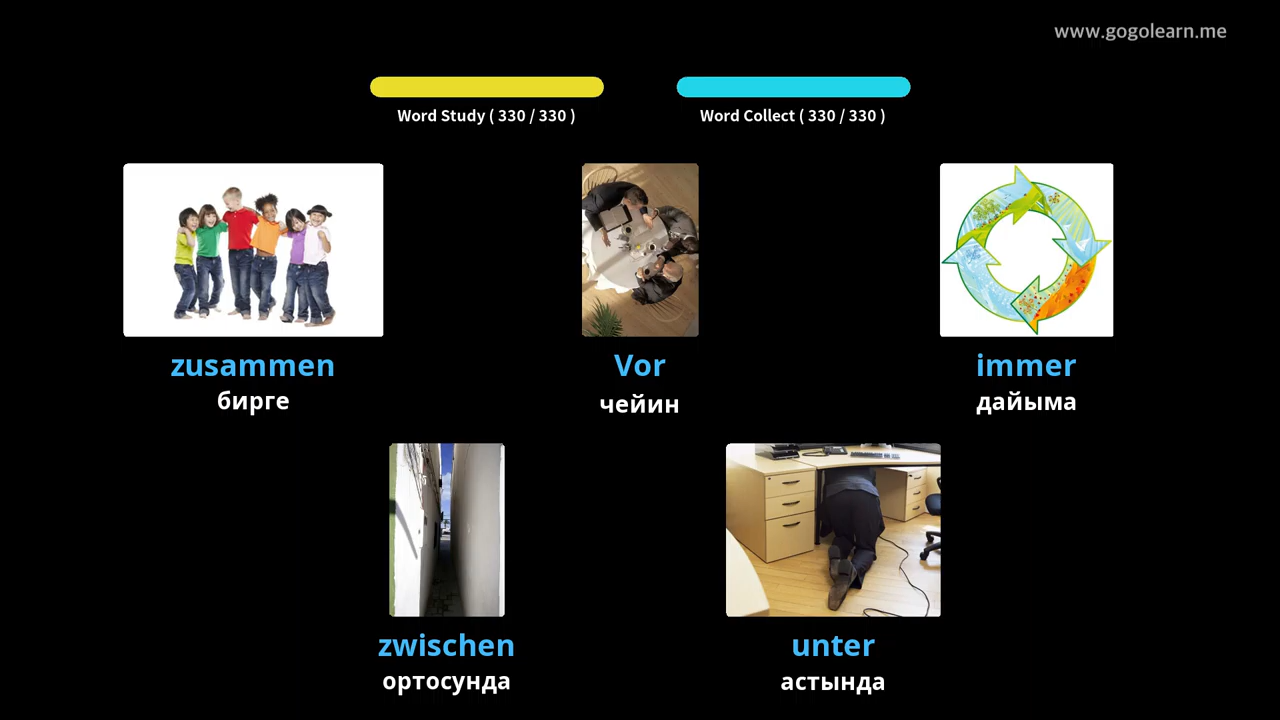 www.gogolearn.me
Word Study ( 330 / 330 )
Word Collect ( 330 / 330 )
zusammen
бирге
Vor
чейин
immer
дайыма
zwischen
ортосунда
unter
астында